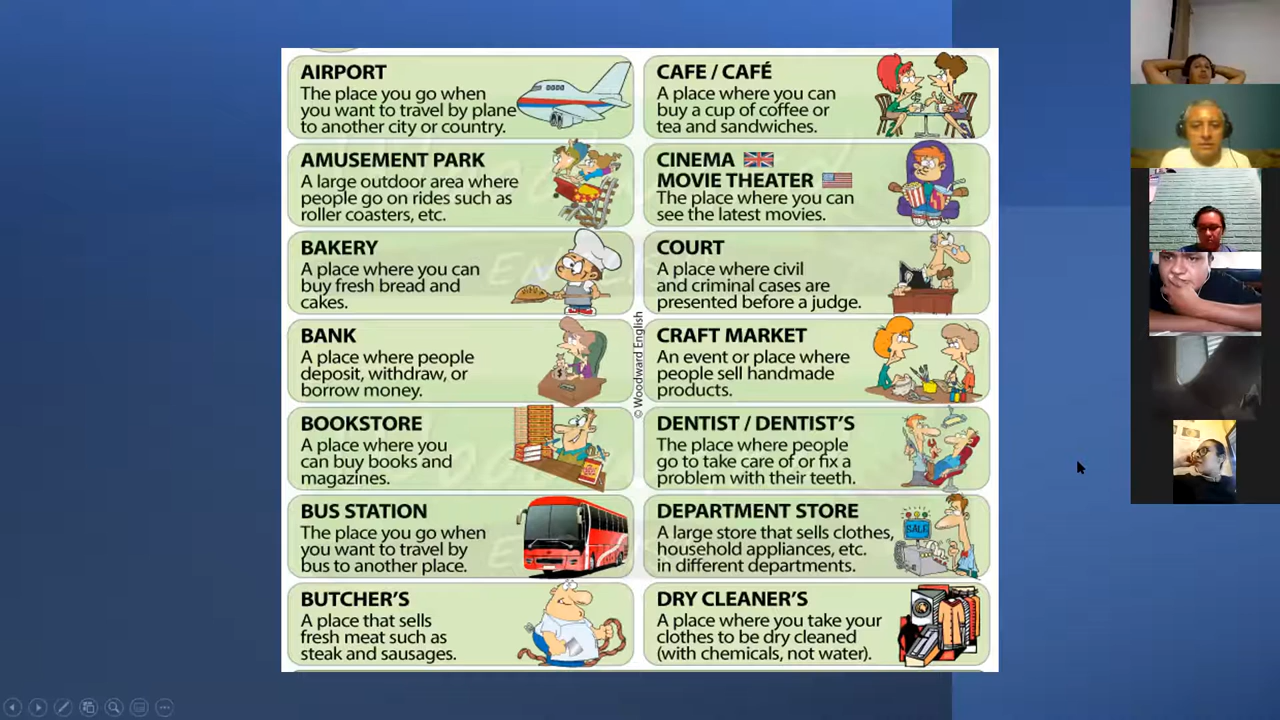 AIRPORT
The place you go when
you want to travel by plane
to another city or country.
AMUSEMENT PARK
A large outdoor area where
people go on rides such as
roller coasters, etc.
BAKERY
A place where you can
buy fresh bread and
cakes.
BANK
A place where people
deposit, withdraw, or
borrow money.
BOOKSTORE
A place where you
can buy books and
magazines.
BUS STATION
The place you go when
you want to travel by
bus to another place.
BUTCHER'S
A place that sells
fresh meat such as
steak and sausages.
© Woodward English
CAFE / CAFÉ
A place where you can
buy a cup of coffee or
tea and sandwiches.
CINEMA
MOVIE THEATER
The place where you can
see the latest movies.
COURT
A place where civil
and criminal cases are
presented before a judge.
CRAFT MARKET
An event or place where
people sell handmade
products.
DENTIST / DENTIST'S
The place where people
go to take care of or fix a
problem with their teeth.
DEPARTMENT STORE
A large store that sells clothes,
household appliances, etc.
in different departments.
SALE
DRY CLEANER'S
A place where you take your
clothes to be dry cleaned
(with chemicals, not water).